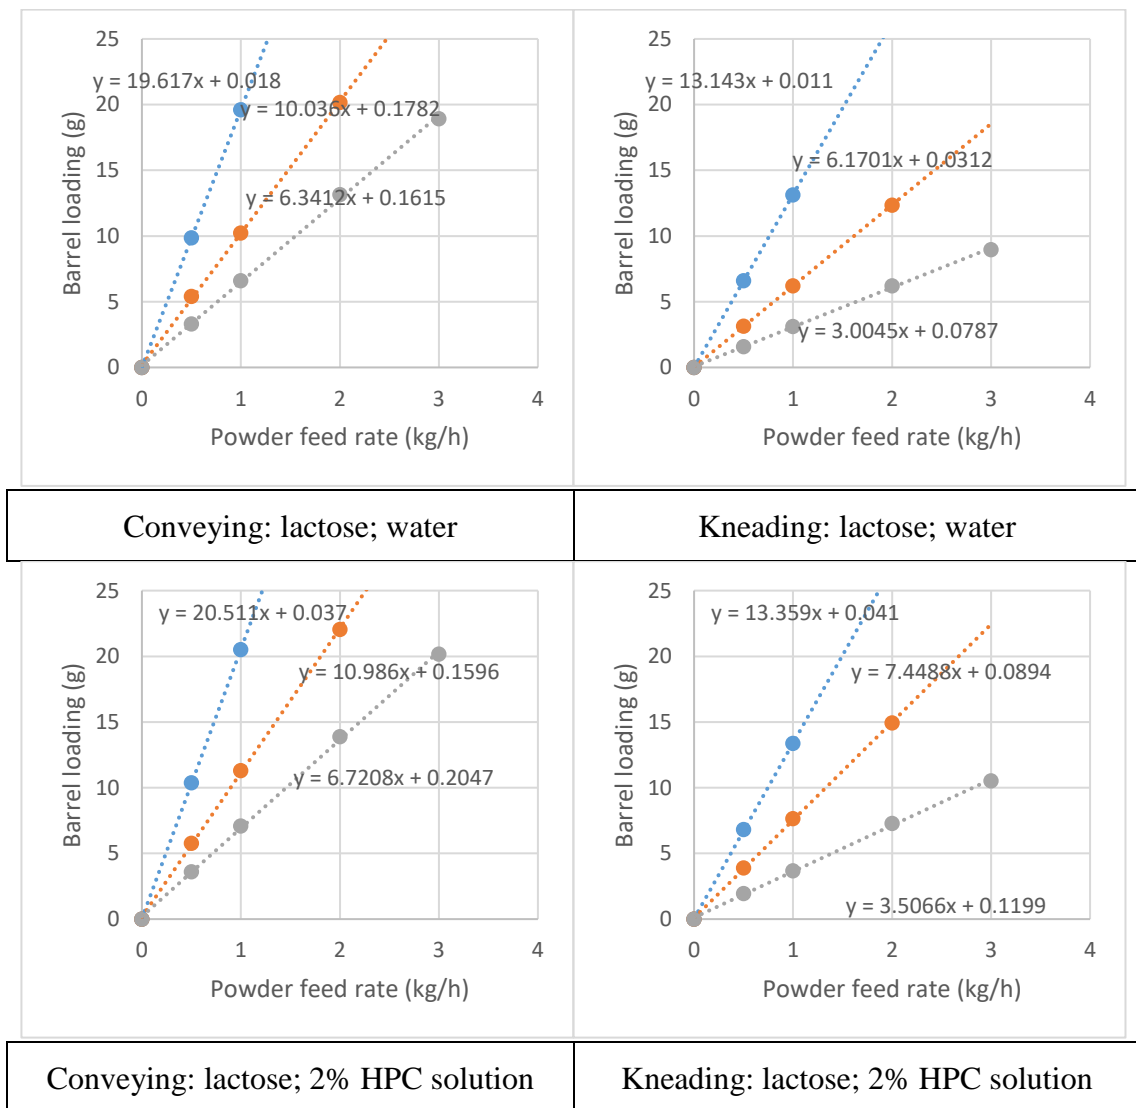 25
20
15
10
5
0
Barrel loading (g)
y = 19.617x + 0.018
y = 10.036x + 0.1782
y = 6.3412x + 0.1615
0 1 2 3 4
Powder feed rate (kg/h)
25
20
15
10
5
0
Barrel loading (g)
y = 13.143x + 0.011
y = 6.1701x + 0.0312
y = 3.0045x + 0.0787
0 1 2 3 4
Powder feed rate (kg/h)
Conveying: lactose; water
Kneading: lactose; water
25
20
15
10
5
0
Barrel loading (g)
y = 20.511x + 0.037
y = 10.986x + 0.1596
y = 6.7208x + 0.2047
0 1 2 3 4
Powder feed rate (kg/h)
25
20
15
10
5
0
Barrel loading (g)
y = 13.359x + 0.041
y = 7.4488x + 0.0894
y = 3.5066x + 0.1199
0 1 2 3 4
Powder feed rate (kg/h)
Conveying: lactose; 2% HPC solution
Kneading: lactose; 2% HPC solution